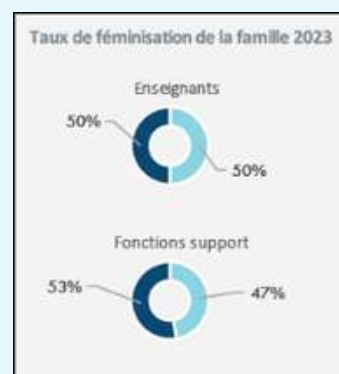 Taux de féminisation de la famille 2023
Enseignants
50%
50%
Fonctions support
53%
47%